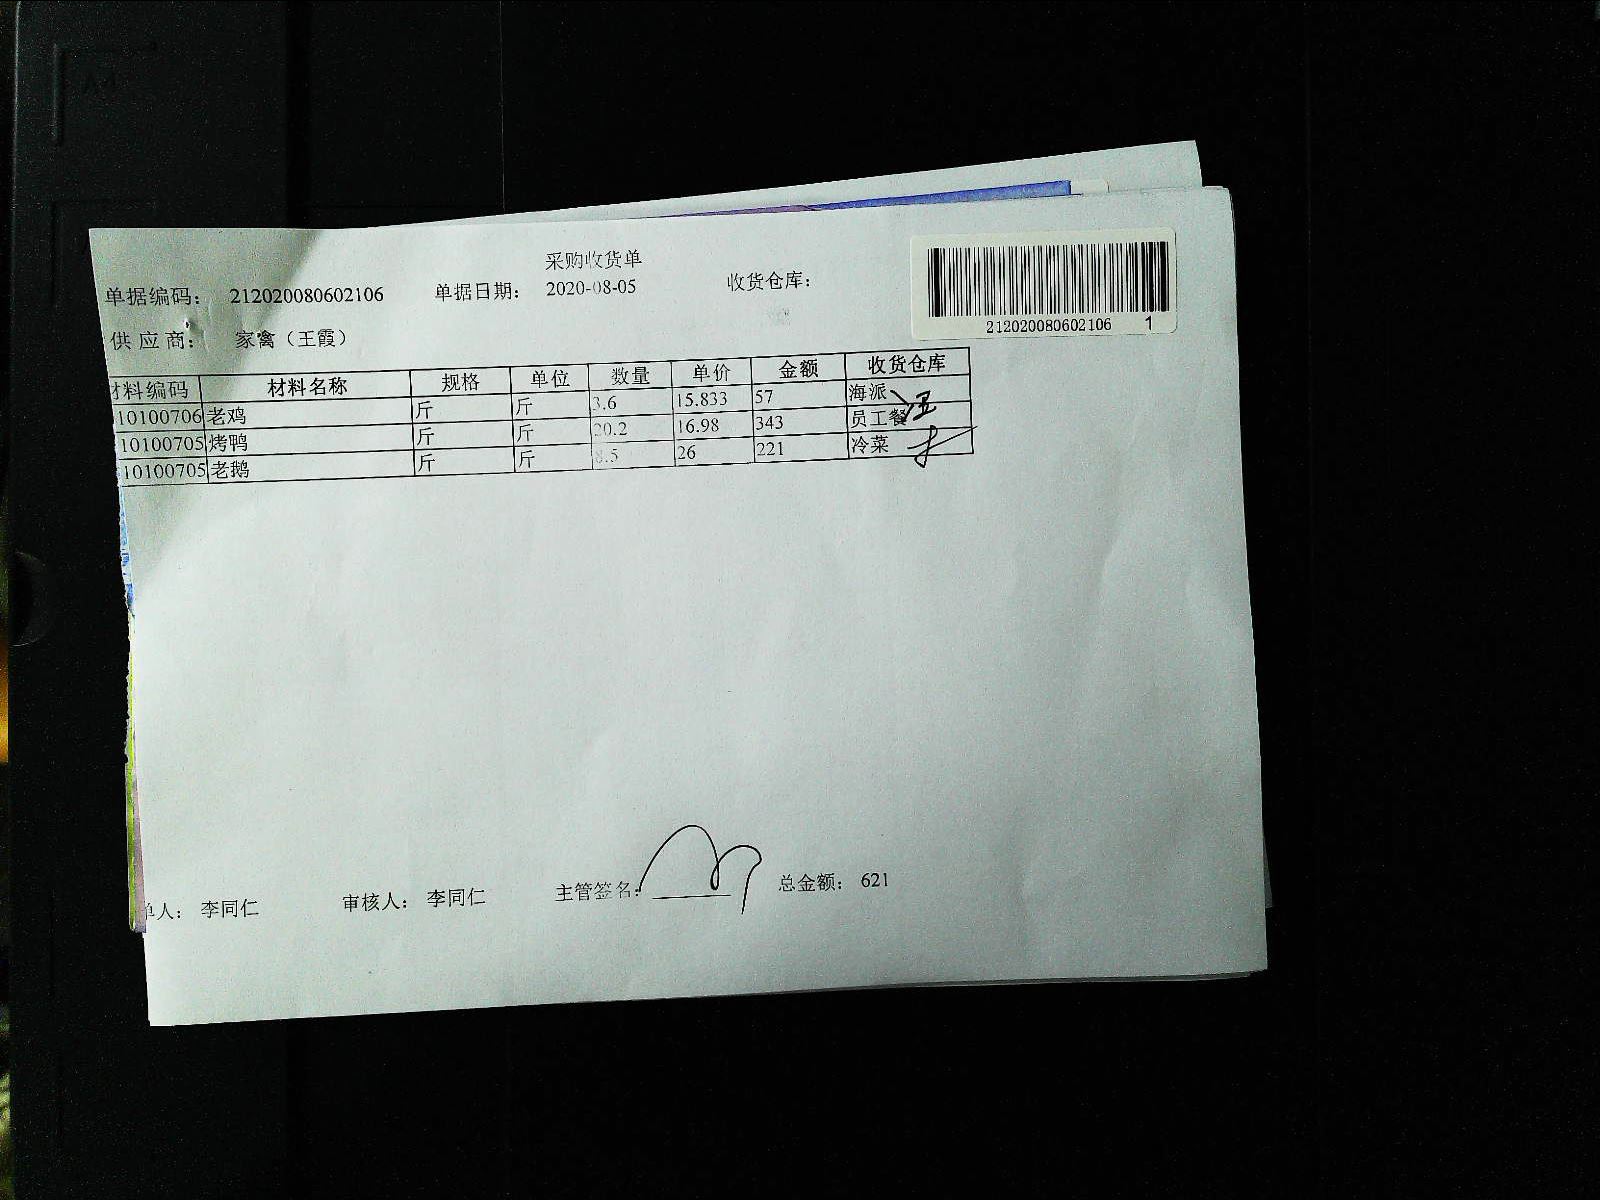 采购收货单
单据编码： 212020080602106 单据日期： 2020-08-05 收货仓库：
212020080602106 1
供应商： 家禽（王霞）
材料编码 材料名称 规格 单位 数量 单价 金额 收货仓库
10100706 老鸡 斤 斤 3.6 15.833 57 海派
10100705 烤鸭 斤 斤 20.2 16.98 343 员工餐
10100705 老鹅 斤 斤 8.5 26 221 冷菜
单人： 李同仁 审核人： 李同仁 主管签名： 总金额： 621